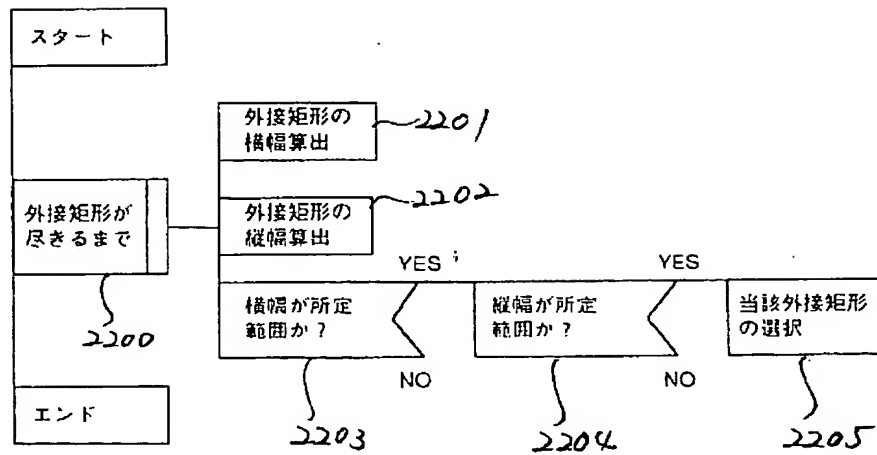 スタート
外接矩形の
横幅算出
2201
外接矩形が
尽きるまで
2200
外接矩形の
縦幅算出
2202
YES
YES
横幅が所定
範囲か?
縦幅が所定
範囲か?
当該外接矩形
の選択
NO
NO
エンド
2203
2204
2205